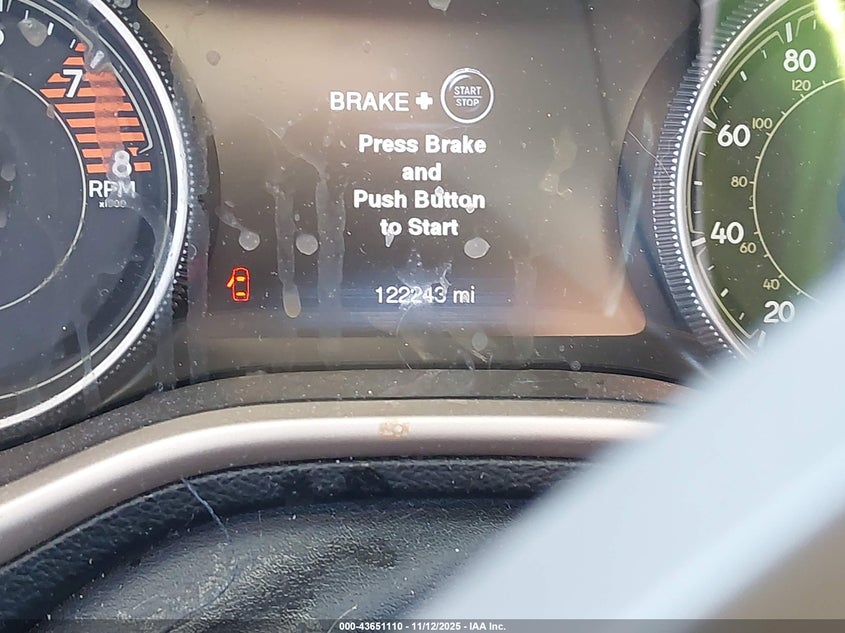 7
8
RPM
x1000
BRAKE + START
STOP
Press Brake
and
Push Button
to Start
122243 mi
80
120
60
100
80
40
60
40
20
000-43651110 - 11/12/2025 - IAA Inc.